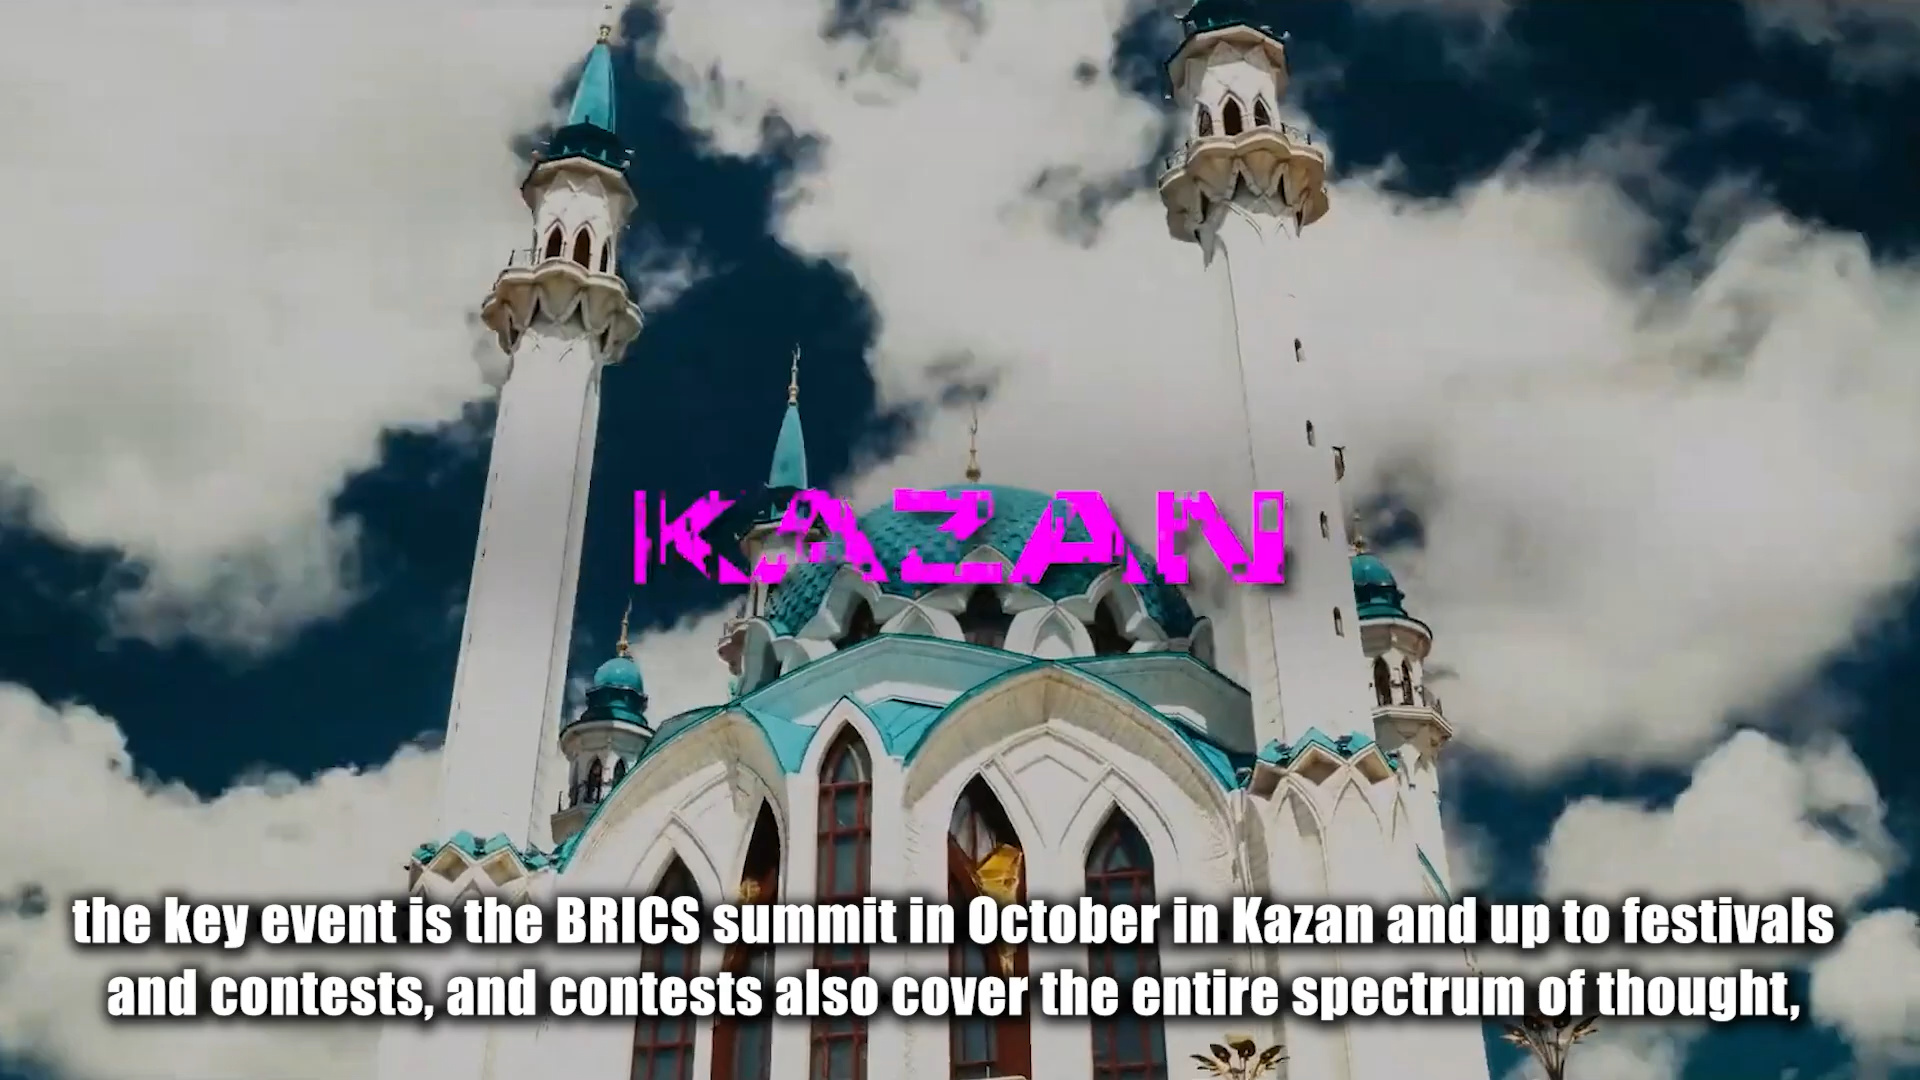 KAZAN
the key event is the BRICS summit in October in Kazan and up to festivals
and contests, and contests also cover the entire spectrum of thought,